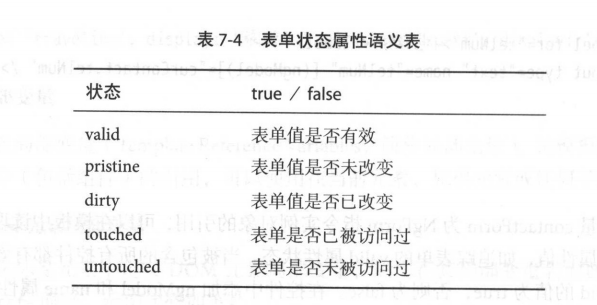 表 7-4 表单状态属性语义表
状态 true / false
valid 表单值是否有效
pristine 表单值是否未改变
dirty 表单值是否已改变
touched 表单是否已被访问过
untouched 表单是否未被访问过